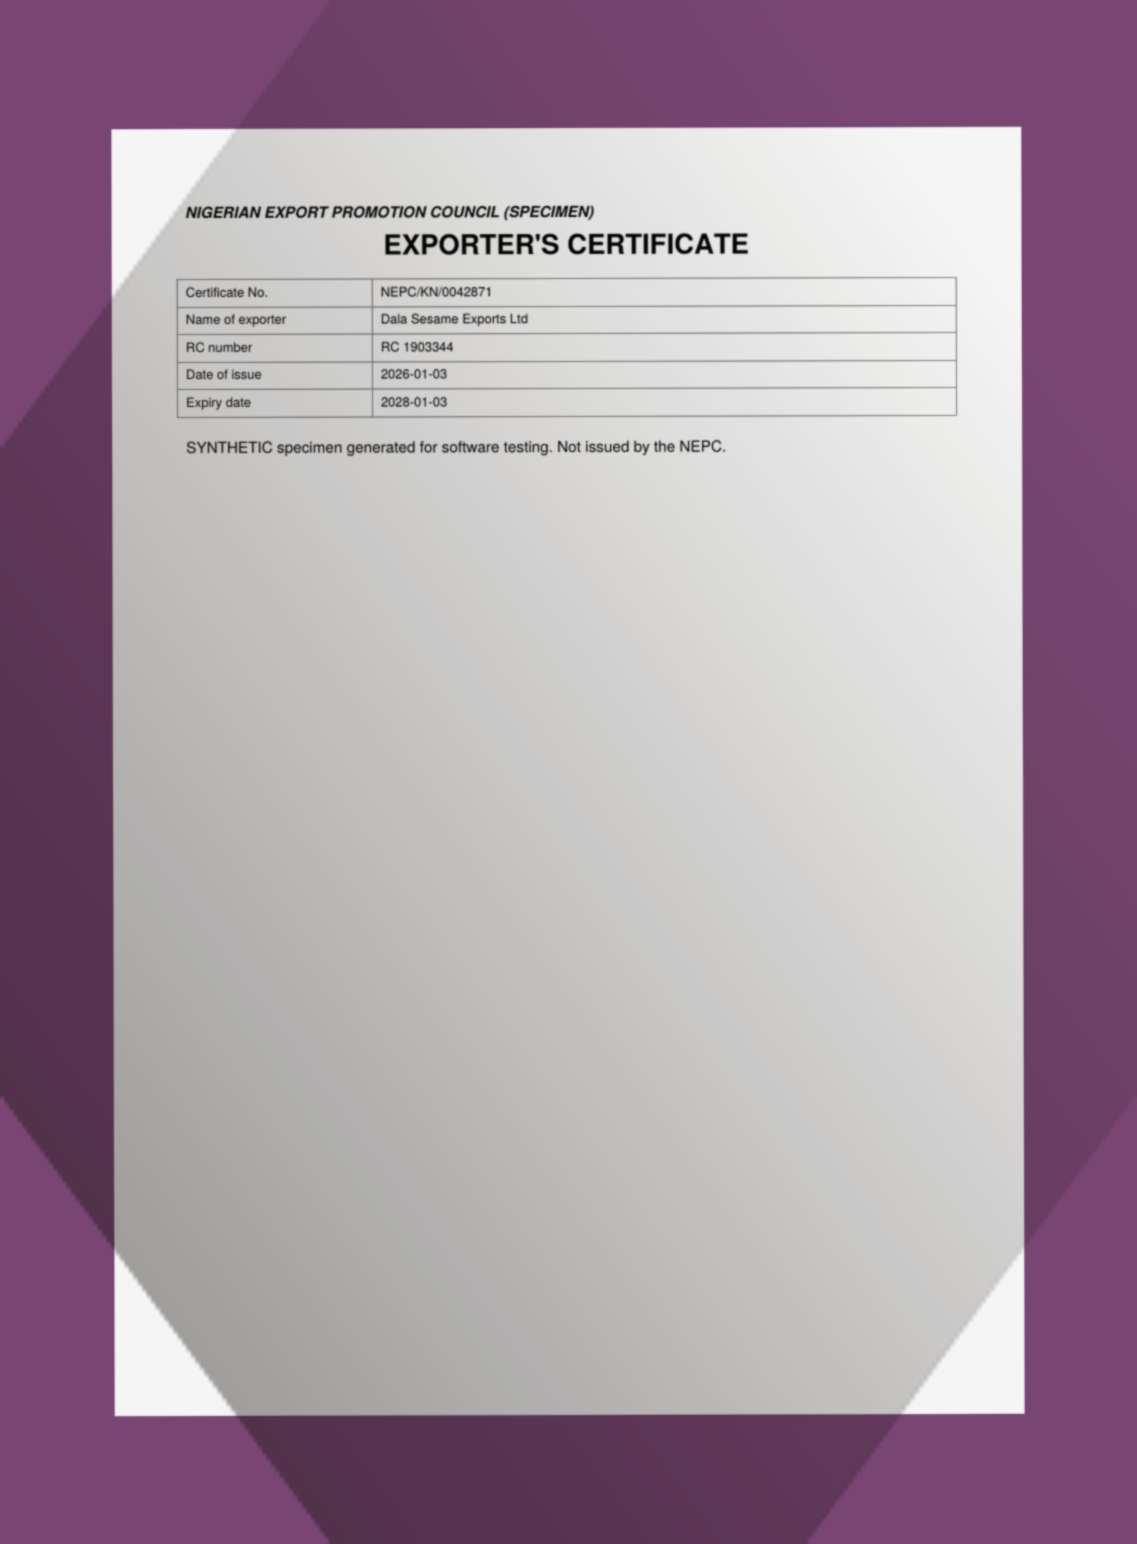 NIGERIAN EXPORT PROMOTION COUNCIL (SPECIMEN)
EXPORTER'S CERTIFICATE
Certificate No. NEPC/KN/0042871
Name of exporter Dala Sesame Exports Ltd
RC number RC 1903344
Date of issue 2026-01-03
Expiry date 2028-01-03
SYNTHETIC specimen generated for software testing. Not issued by the NEPC.